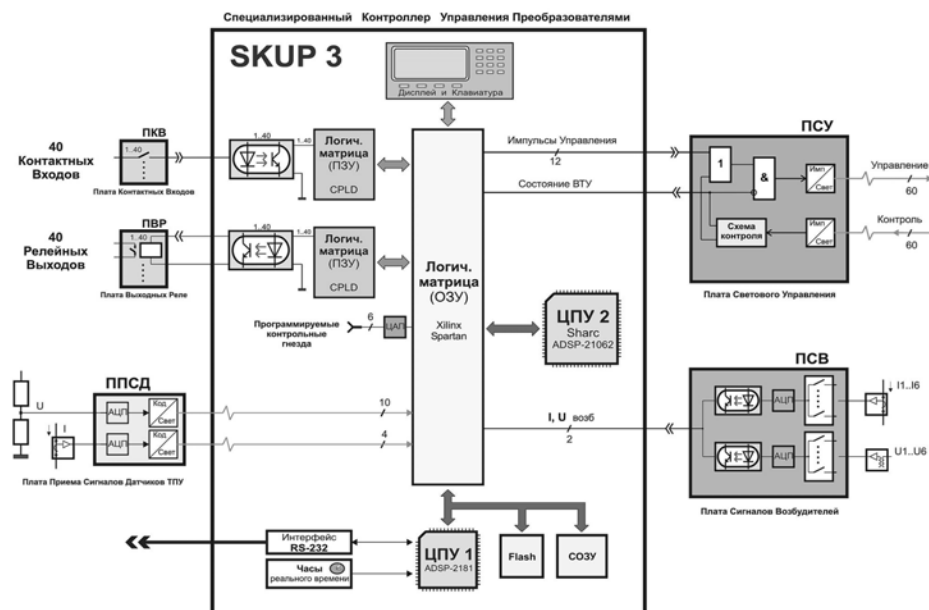 Специализированный Контроллер Управления Преобразователями
SKUP 3
Дисплей и Клавиатура
ПКВ
40
Контактных
Входов
1..40
Плата Контактных Входов
1..40
1..40
Логич.
матрица
(ПЗУ)
CPLD
ПВР
40
Релейных
Выходов
1..40
Плата Выходных Реле
1..40
1..40
Логич.
матрица
(ПЗУ)
CPLD
Программируемые
контрольные
гнезда
6
ЦАП
Логич.
матрица
(ОЗУ)
Xilinx
Spartan
Импульсы Управления
12
Состояние ВТУ
ПСУ
1
&
Имп
Свет
Управление
60
Схема
контроля
Имп
Свет
Контроль
60
Плата Светового Управления
ЦПУ 2
Sharc
ADSP-21062
ППСД
U
АЦП
Код
Свет
10
I
АЦП
Код
Свет
4
Плата Приема Сигналов Датчиков ТПУ
I, U возб
2
ПСВ
АЦП
I1..I6
АЦП
U1..U6
Плата Сигналов Возбудителей
Интерфейс
RS-232
Часы
реального времени
ЦПУ 1
ADSP-2181
Flash
СОЗУ